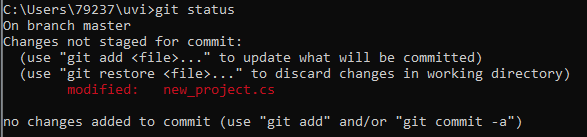 C:\Users\79237\uvi>git status
On branch master
Changes not staged for commit:
  (use "git add <file>..." to update what will be committed)
  (use "git restore <file>..." to discard changes in working directory)
        modified:   new_project.cs

no changes added to commit (use "git add" and/or "git commit -a")